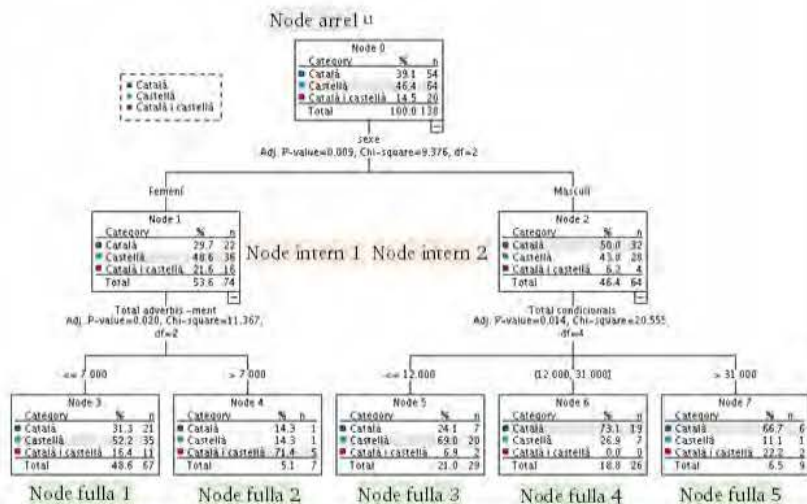 Node arrel L1
Node 0
Category % n
Català 39.1 54
Castellà 46.4 64
Català i castellà 14.5 20
Total 100.0 138
Català
Castellà
Català i castellà
sexe
Adj. P-value=0.009, Chi-square=9.376, df=2
Femení
Masculí
Node 1
Category % n
Català 29.7 22
Castellà 48.6 36
Català i castellà 21.6 16
Total 53.6 74
Node intern 1 Node intern 2
Node 2
Category % n
Català 50.0 32
Castellà 43.8 28
Català i castellà 6.2 4
Total 46.4 64
Total adverbis -ment
Adj. P-value=0.020, Chi-square=11.367,
df=2
Total condicionals
Adj. P-value=0.014, Chi-square=20.555,
df=4
<= 7.000
> 7.000
<= 12.000
(12.000, 31.000]
> 31.000
Node 3
Category % n
Català 31.3 21
Castellà 52.2 35
Català i castellà 16.4 11
Total 48.6 67
Node 4
Category % n
Català 14.3 1
Castellà 14.3 1
Català i castellà 71.4 5
Total 5.1 7
Node 5
Category % n
Català 24.1 7
Castellà 69.0 20
Català i castellà 6.9 2
Total 21.0 29
Node 6
Category % n
Català 73.1 19
Castellà 26.9 7
Català i castellà 0.0 0
Total 18.8 26
Node 7
Category % n
Català 66.7 6
Castellà 11.1 1
Català i castellà 22.2 2
Total 6.5 9
Node fulla 1
Node fulla 2
Node fulla 3
Node fulla 4
Node fulla 5